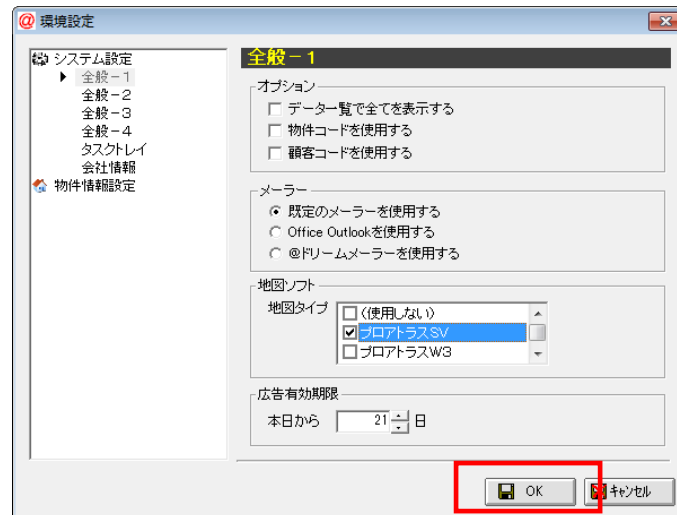 環境設定
システム設定
全般－1
全般－2
全般－3
全般－4
タスクトレイ
会社情報
物件情報設定
全般－1
オプション
データ一覧で全てを表示する
物件コードを使用する
顧客コードを使用する
メーラー
既定のメーラーを使用する
Office Outlookを使用する
@ドリームメーラーを使用する
地図ソフト
地図タイプ
(使用しない)
プロアトラスSV
プロアトラスW3
広告有効期限
本日から 21 日
OK キャンセル